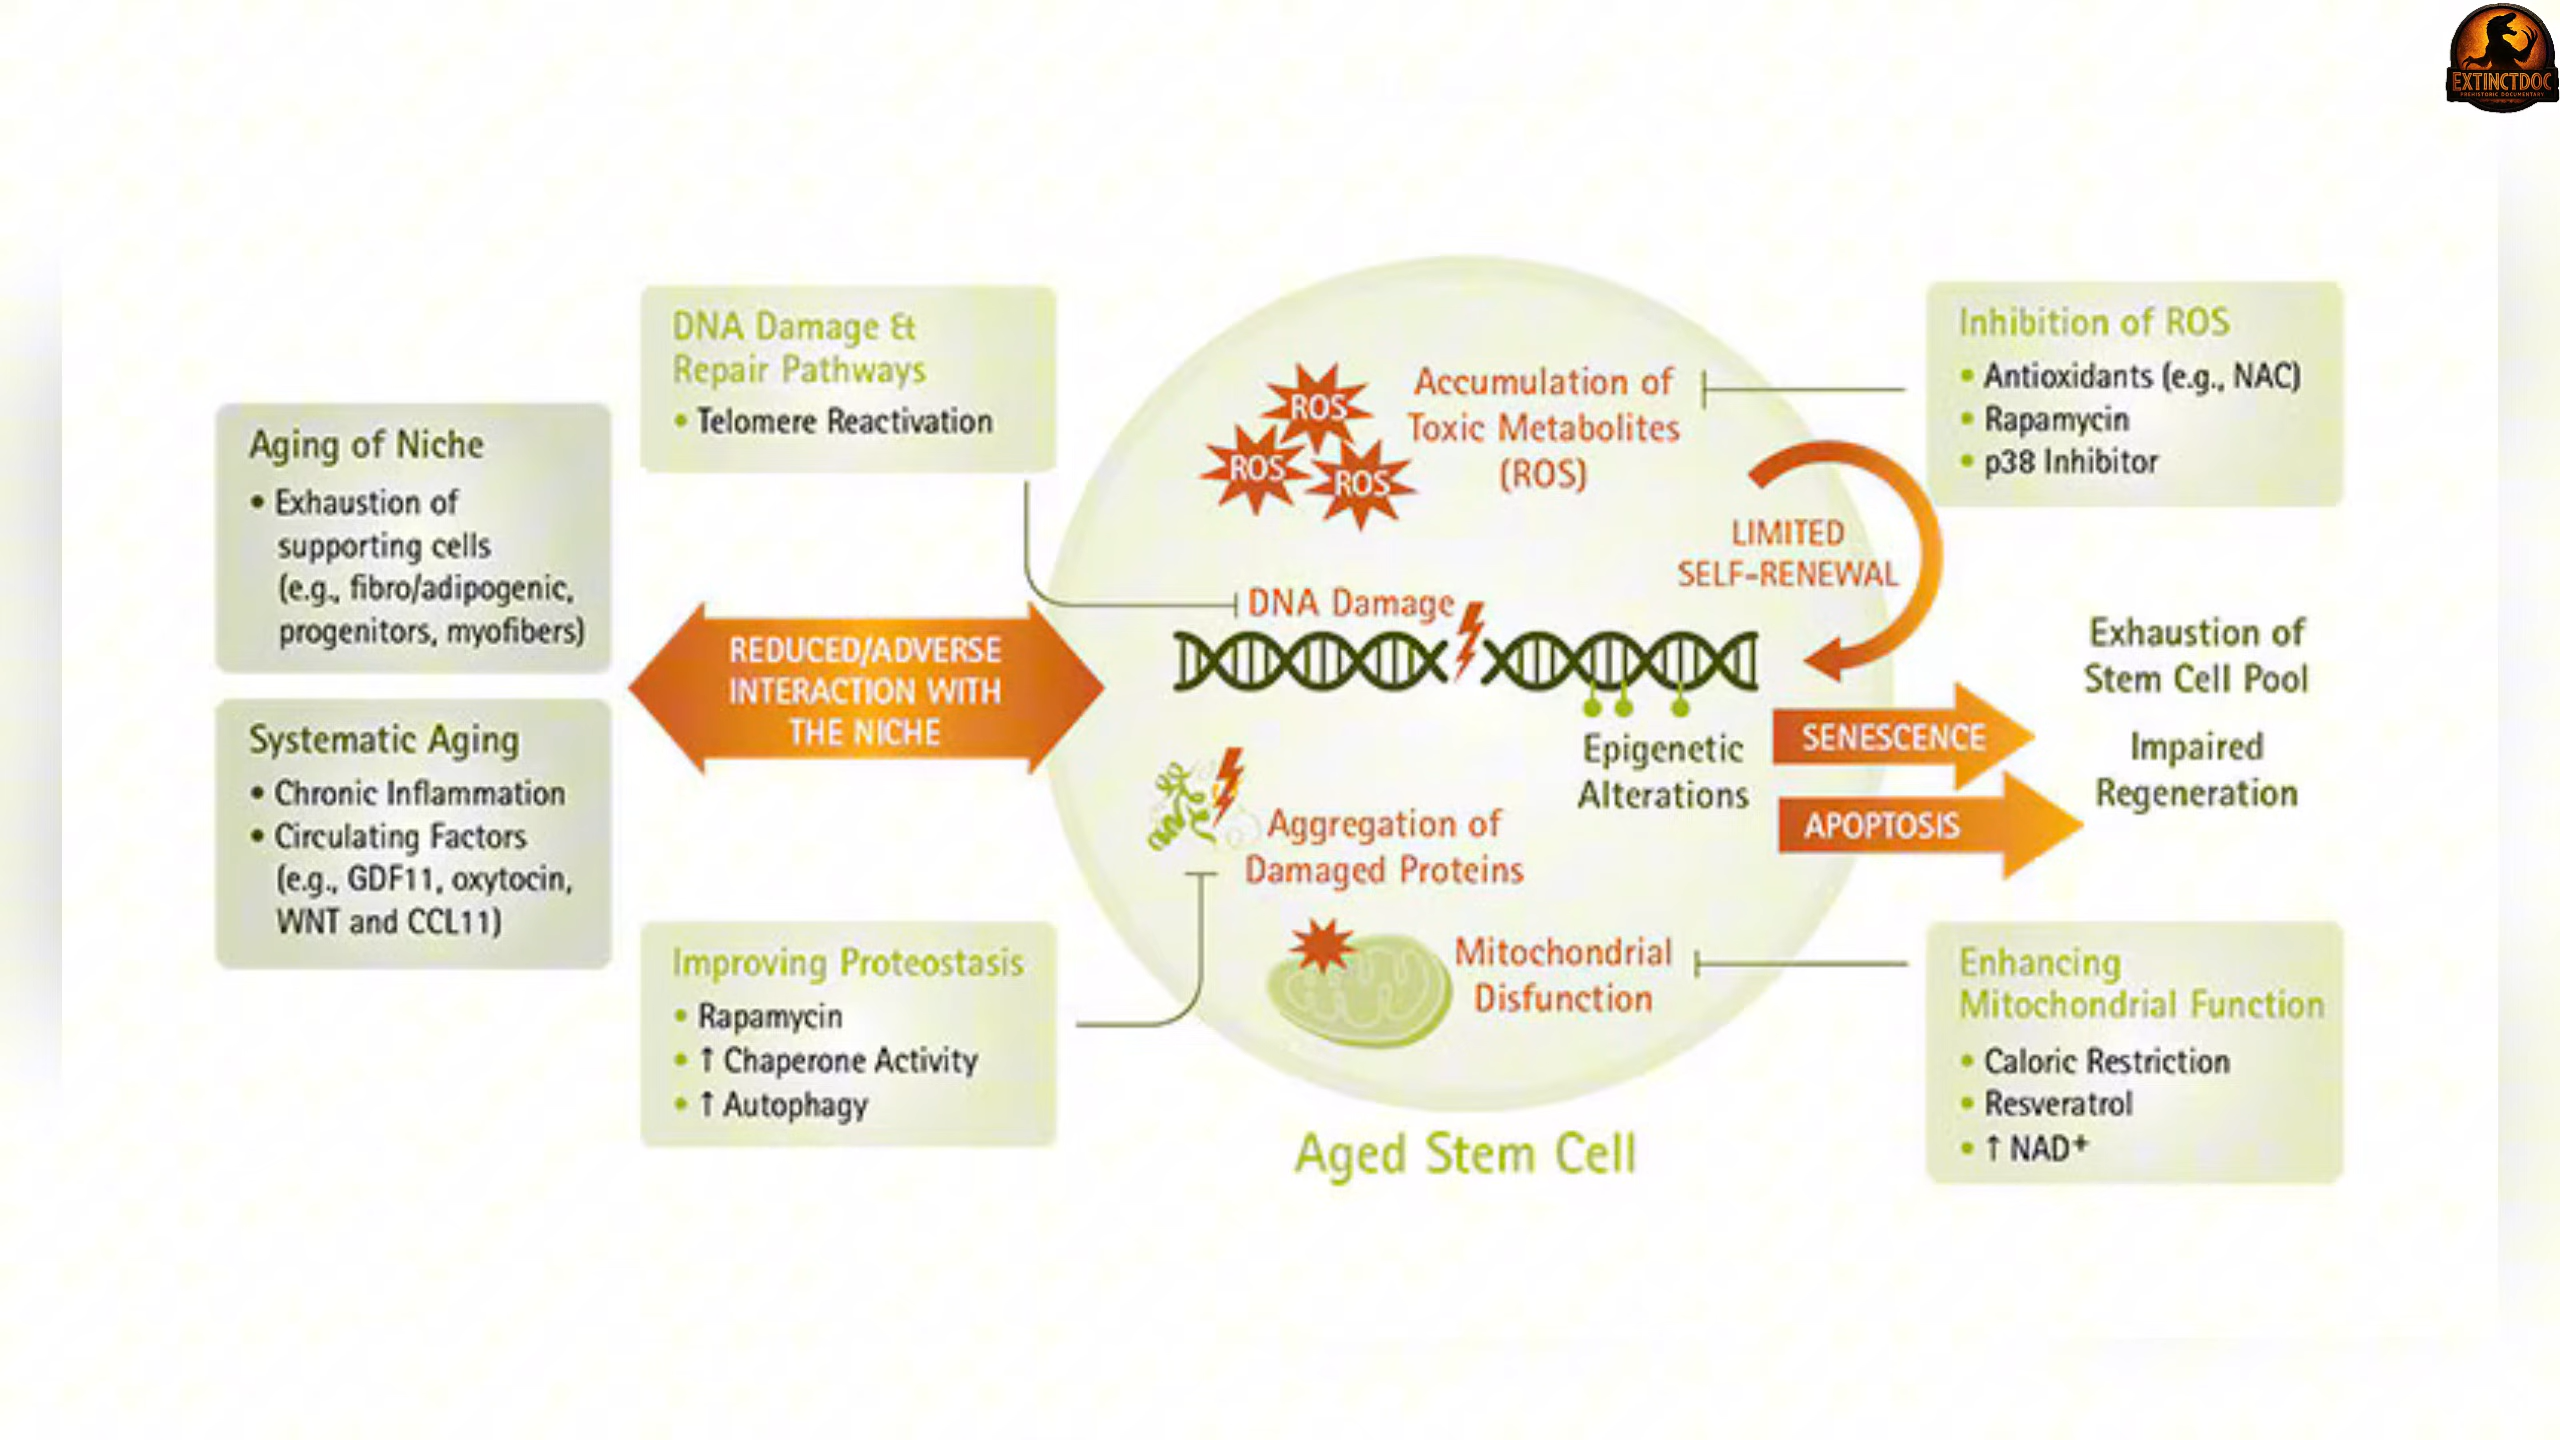 EXTINCTDOC
PREHISTORIC DOCUMENTARY
Aging of Niche
• Exhaustion of
supporting cells
(e.g., fibro/adipogenic,
progenitors, myofibers)
Systematic Aging
• Chronic Inflammation
• Circulating Factors
(e.g., GDF11, oxytocin,
WNT and CCL11)
DNA Damage &
Repair Pathways
• Telomere Reactivation
REDUCED/ADVERSE
INTERACTION WITH
THE NICHE
Improving Proteostasis
• Rapamycin
• ↑ Chaperone Activity
• ↑ Autophagy
ROS
ROS
ROS
Accumulation of
Toxic Metabolites
(ROS)
LIMITED
SELF-RENEWAL
DNA Damage
Epigenetic
Alterations
Aggregation of
Damaged Proteins
Mitochondrial
Disfunction
Aged Stem Cell
SENESCENCE
APOPTOSIS
Inhibition of ROS
• Antioxidants (e.g., NAC)
• Rapamycin
• p38 Inhibitor
Exhaustion of
Stem Cell Pool
Impaired
Regeneration
Enhancing
Mitochondrial Function
• Caloric Restriction
• Resveratrol
• ↑ NAD+